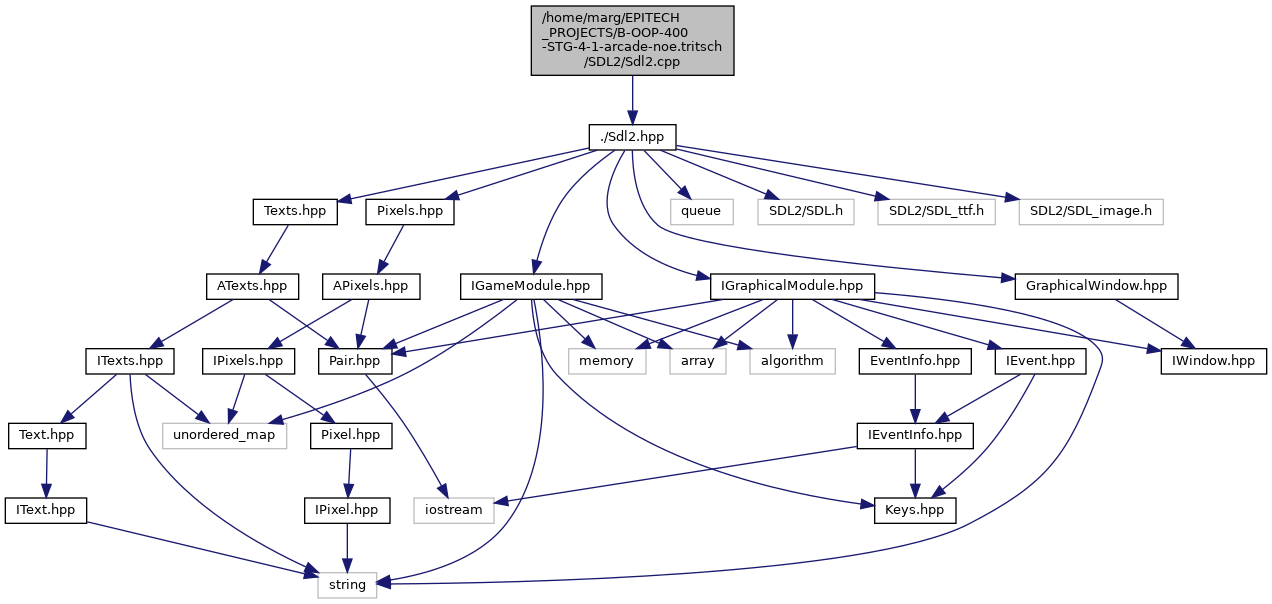 /home/marg/EPITECH
_PROJECTS/B-OOP-400
-STG-4-1-arcade-noe.tritsch
/SDL2/Sdl2.cpp
./Sdl2.hpp
Texts.hpp
Pixels.hpp
queue
SDL2/SDL.h
SDL2/SDL_ttf.h
SDL2/SDL_image.h
ATexts.hpp
APixels.hpp
IGameModule.hpp
IGraphicalModule.hpp
GraphicalWindow.hpp
ITexts.hpp
IPixels.hpp
Pair.hpp
memory
array
algorithm
EventInfo.hpp
IEvent.hpp
IWindow.hpp
Text.hpp
unordered_map
Pixel.hpp
IEventInfo.hpp
IText.hpp
IPixel.hpp
iostream
Keys.hpp
string